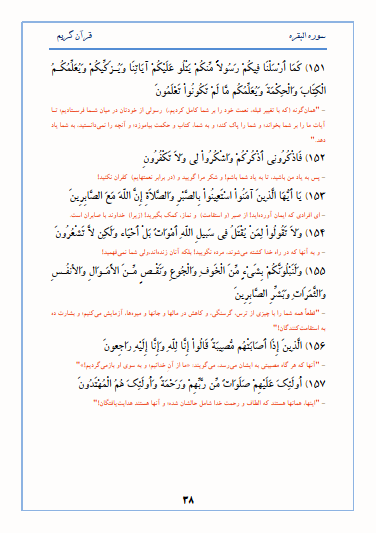 سوره البقره
قرآن کریم
(١٥١) كَمَا أَرْسَلْنَا فِيكُمْ رَسُولاً مِّنكُمْ يَتْلُو عَلَيْكُمْ آيَاتِنَا وَيُزَكِّيكُمْ وَيُعَلِّمُكُمُ
الْكِتَابَ وَالْحِكْمَةَ وَيُعَلِّمُكُم مَّا لَمْ تَكُونُواْ تَعْلَمُونَ
- "همان‌گونه (که با تغییر قبله، نعمت خود را بر شما کامل کردیم،) رسولی از خودتان در میان شما فرستادیم؛ تا
آیات ما را بر شما بخواند؛ و شما را پاک کند؛ و به شما، کتاب و حکمت بیاموزد؛ و آنچه را نمی‌دانستید، به شما یاد
دهد."
١٥٢ فَاذْكُرُونِي أَذْكُرْكُمْ وَاشْكُرُواْ لِي وَلاَ تَكْفُرُونِ
- پس به یاد من باشید، تا به یاد شما باشم! و شکر مرا گویید و (در برابر نعمتهایم) کفران نکنید!
١٥٣ يَا أَيُّهَا الَّذِينَ آمَنُواْ اسْتَعِينُواْ بِالصَّبْرِ وَالصَّلاَةِ إِنَّ اللّهَ مَعَ الصَّابِرِينَ
- ای افرادی که ایمان آورده‌اید! از صبر (و استقامت) و نماز، کمک بگیرید! (زیرا) خداوند با صابران است.
١٥٤ وَلاَ تَقُولُواْ لِمَنْ يُقْتَلُ فِي سَبيلِ اللّهِ أَمْوَاتٌ بَلْ أَحْيَاء وَلَكِن لاَّ تَشْعُرُونَ
- و به آنها که در راه خدا کشته می‌شوند، مرده نگویید! بلکه آنان زنده‌اند، ولی شما نمی‌فهمید!
١٥٥ وَلَنَبْلُوَنَّكُمْ بِشَيْءٍ مِّنَ الْخَوفْ وَالْجُوعِ وَنَقْصٍ مِّنَ الأَمَوَالِ وَالأنفُسِ
وَالثَّمَرَاتِ وَبَشِّرِ الصَّابِرِينَ
- "قطعاً همه شما را با چیزی از ترس، گرسنگی، و کاهش در مالها و جانها و میوه‌ها، آزمایش می‌کنیم؛ و بشارت ده
به استقامت‌کنندگان!"
١٥٦ الَّذِينَ إِذَا أَصَابَتْهُم مُّصِيبَةٌ قَالُواْ إِنَّا لِلّهِ وَإِنَّا إِلَيْهِ رَاجِعونَ
- "آنها که هر گاه مصیبتی به ایشان می‌رسد، می‌گویند: «ما از آنِ خدائیم؛ و به سوی او بازمی‌گردیم!»"
١٥٧ أُولَئِكَ عَلَيْهِمْ صَلَوَاتٌ مِّن رَّبِّهِمْ وَرَحْمَةٌ وَأُولَئِكَ هُمُ الْمُهْتَدُونَ
- "اینها، همانها هستند که الطاف و رحمت خدا شامل حالشان شده؛ و آنها هستند هدایت‌یافتگان!"
٣٨